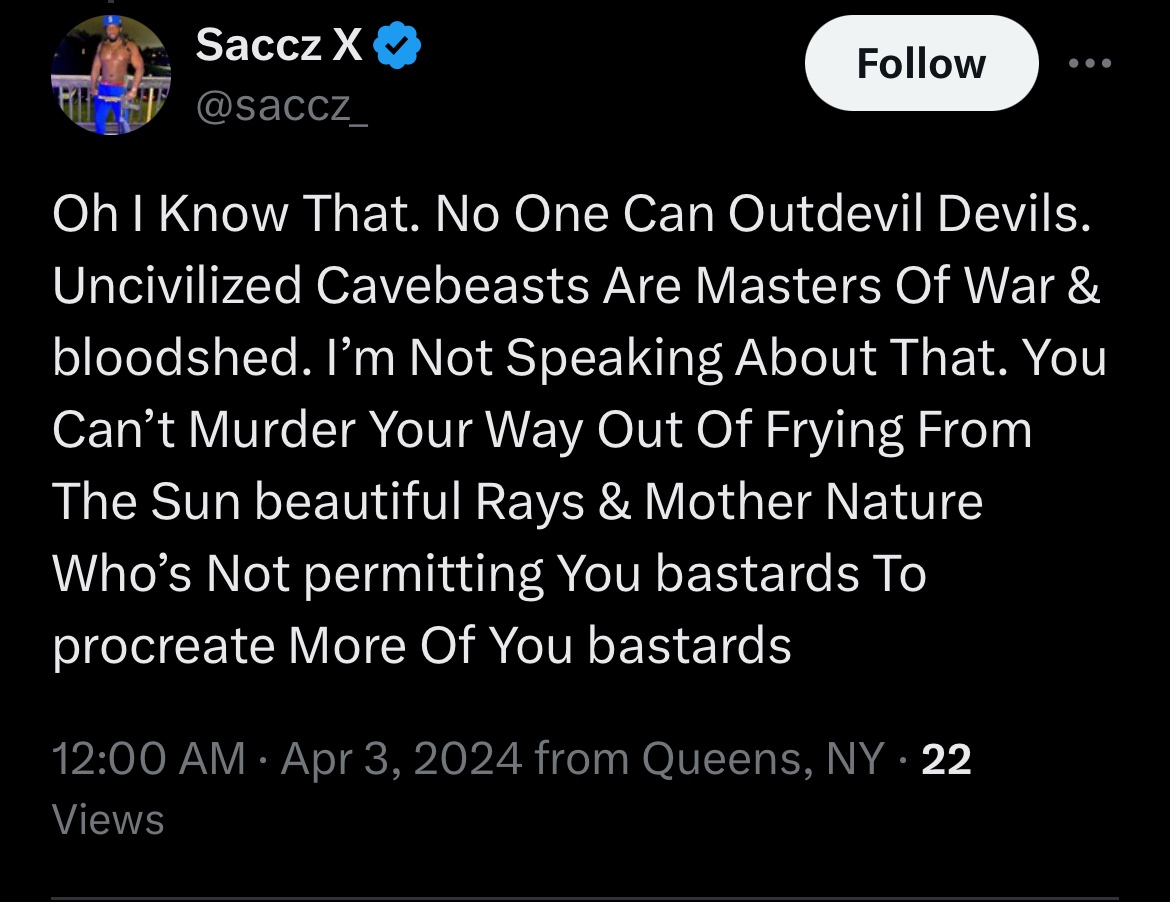 Saccz X
@saccz_
Follow
Oh I Know That. No One Can Outdevil Devils.
Uncivilized Cavebeasts Are Masters Of War &
bloodshed. I’m Not Speaking About That. You
Can’t Murder Your Way Out Of Frying From
The Sun beautiful Rays & Mother Nature
Who’s Not permitting You bastards To
procreate More Of You bastards
12:00 AM · Apr 3, 2024 from Queens, NY · 22
Views